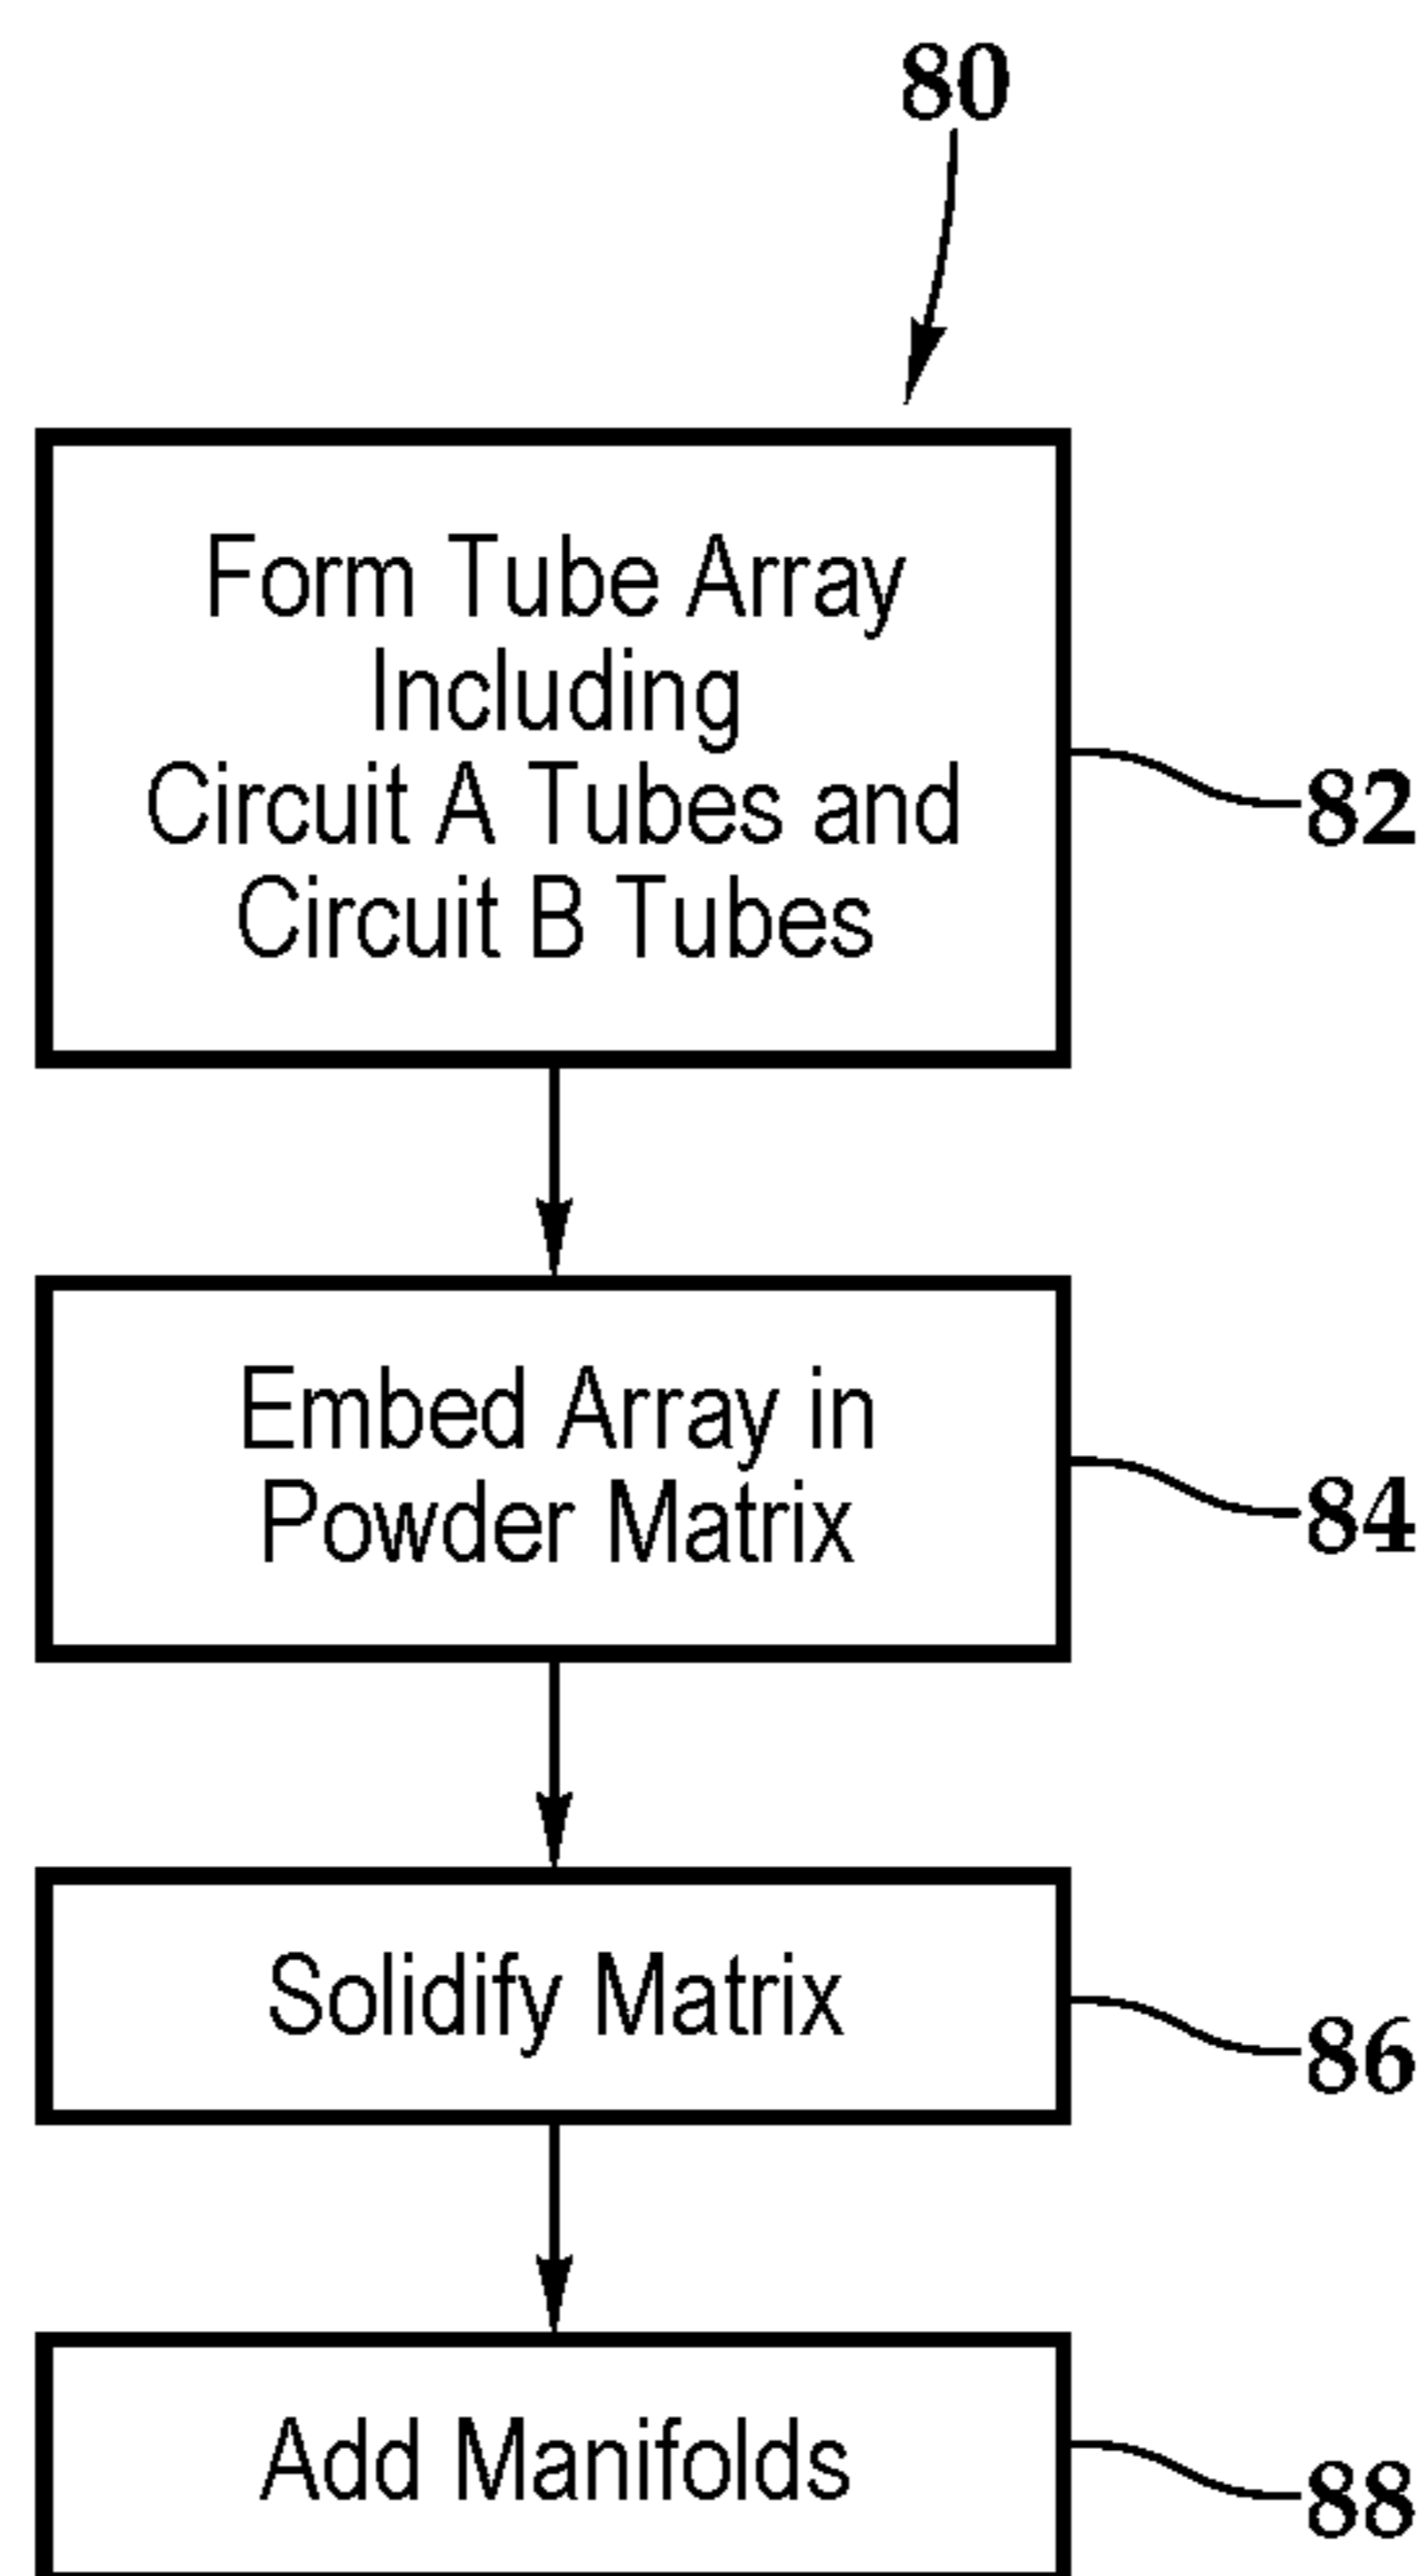 80
Form Tube Array
Including
Circuit A Tubes and
Circuit B Tubes
82
Embed Array in
Powder Matrix
84
Solidify Matrix
86
Add Manifolds
88